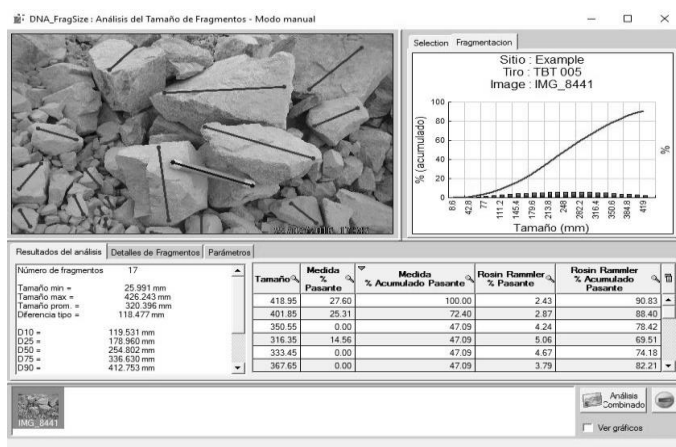 DNA_FragSize : Análisis del Tamaño de Fragmentos - Modo manual
Selection Fragmentacion
Sitio : Example
Tiro : TBT 005
Image : IMG_8441
% (acumulado)
100
80
60
40
20
0
%
8.6 42.8 77 111.2 145.4 179.6 213.8 248 282.2 316.4 350.6 384.8 419
Tamaño (mm)
Resultados del análisis Detalles de Fragmentos Parámetros
Número de fragmentos 17
Tamaño min = 25.991 mm
Tamaño max = 426.243 mm
Tamaño prom. = 320.396 mm
Diferencia tipo = 118.477 mm
D10 = 119.531 mm
D25 = 178.960 mm
D50 = 254.802 mm
D75 = 336.630 mm
D90 = 412.753 mm
Tamaño Medida % Pasante Medida % Acumulado Pasante Rosin Rammler % Pasante Rosin Rammler % Acumulado Pasante
418.95 27.60 100.00 2.43 90.83
401.85 25.31 72.40 2.87 88.40
350.55 0.00 47.09 4.24 78.42
316.35 14.56 47.09 5.06 69.51
333.45 0.00 47.09 4.67 74.18
367.65 0.00 47.09 3.79 82.21
IMG_8441
Análisis Combinado
Ver gráficos